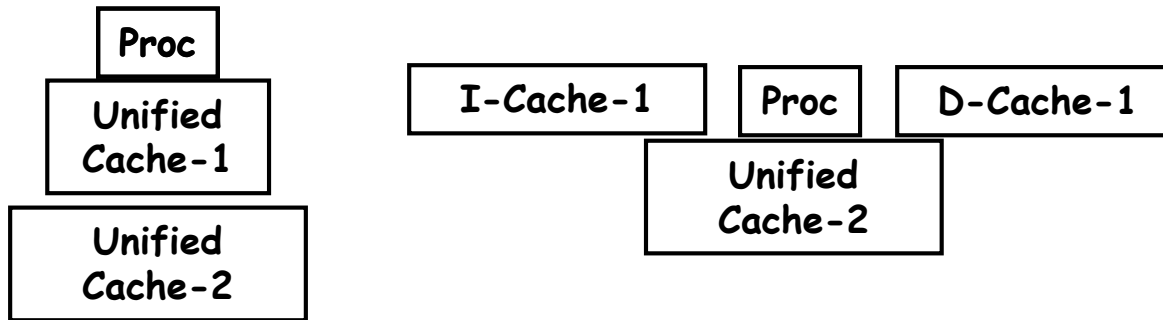 Proc
Unified
Cache-1
Unified
Cache-2
I-Cache-1
Proc
D-Cache-1
Unified
Cache-2